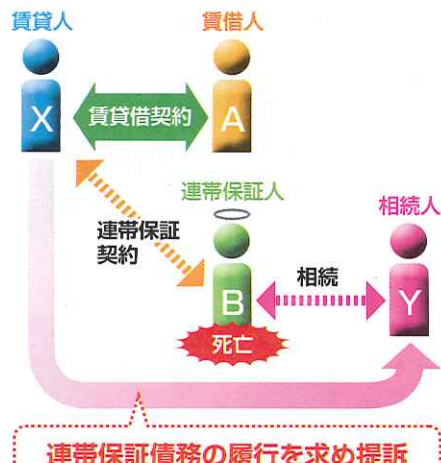 賃貸人
賃借人
X
賃貸借契約
A
連帯保証人
相続人
連帯保証
契約
B
相続
Y
死亡
連帯保証債務の履行を求め提訴